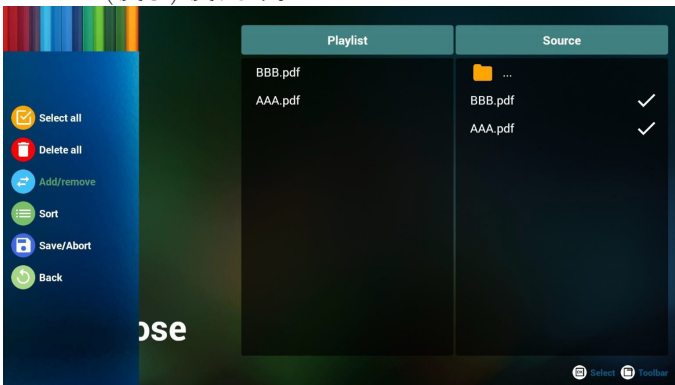 Playlist
Source
BBB.pdf
AAA.pdf
...
BBB.pdf
AAA.pdf
Select all
Delete all
Add/remove
Sort
Save/Abort
Back
ose
Select
Toolbar